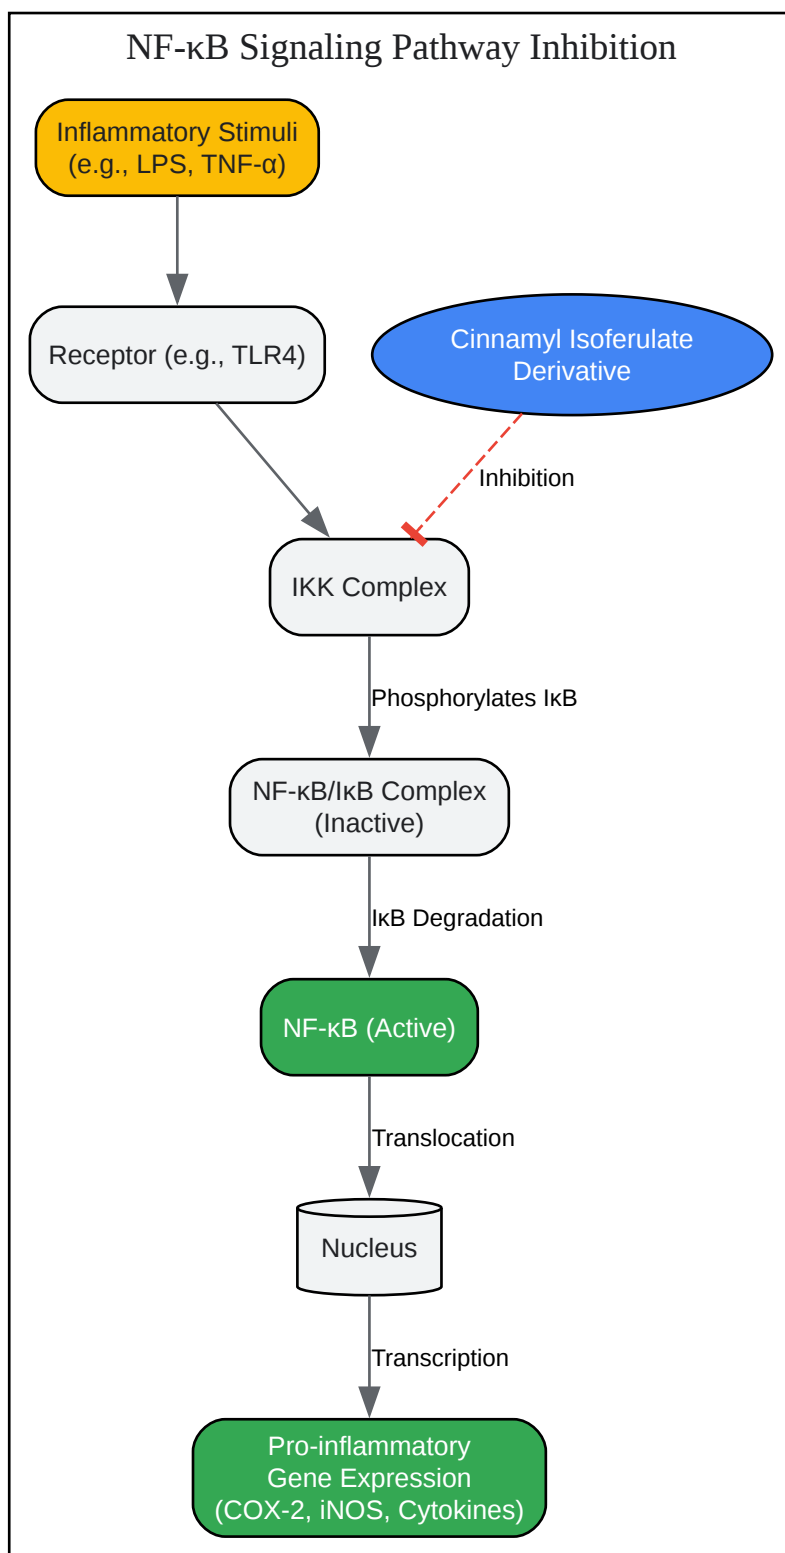 NF-κB Signaling Pathway Inhibition
Inflammatory Stimuli
(e.g., LPS, TNF-α)
Receptor (e.g., TLR4)
Cinnamyl Isoferulate
Derivative
Inhibition
IKK Complex
Phosphorylates IκB
NF-κB/IκB Complex
(Inactive)
IκB Degradation
NF-κB (Active)
Translocation
Nucleus
Transcription
Pro-inflammatory
Gene Expression
(COX-2, iNOS, Cytokines)